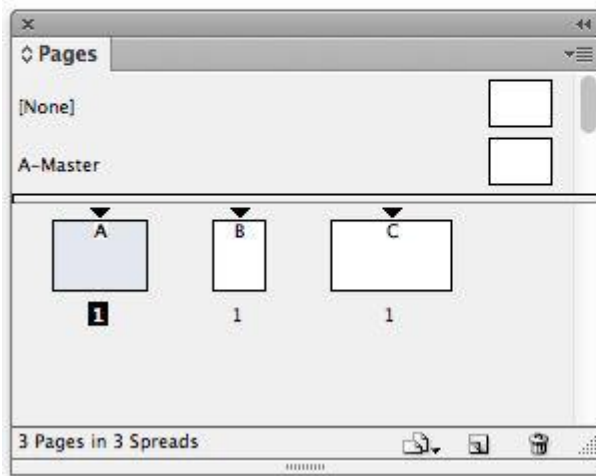 Pages
[None]
A-Master
A B C
1 1 1
3 Pages in 3 Spreads